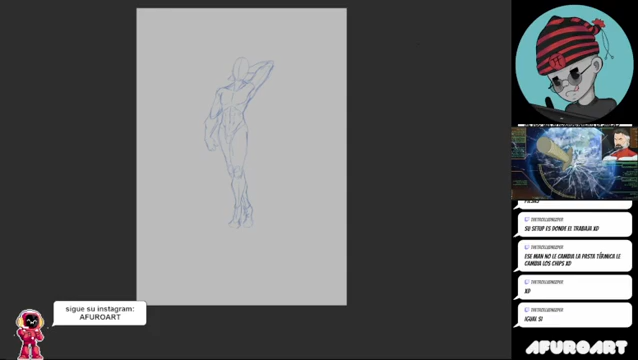 SU SETUP ES DONDE EL TRABAJA XD
ESE MAN NO LE CAMBIA LA PASTA TÉRMICA LE
CAMBIA LOS CHIPS XD
XD
IGUAL SI
sigue su instagram:
AFUROART
AFUROART